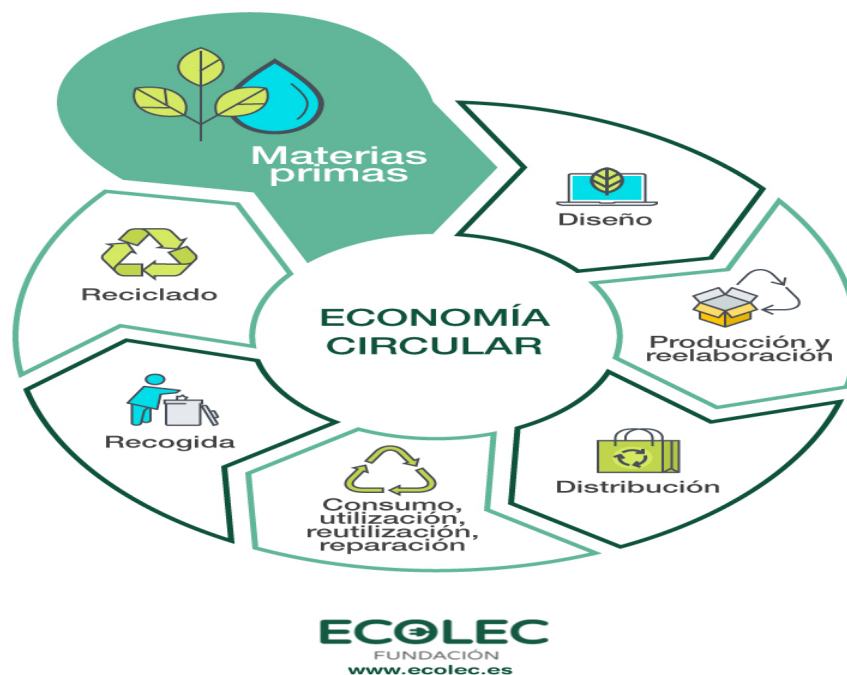 Materias
primas
Diseño
Producción y
reelaboración
Distribución
Consumo,
utilización,
reutilización,
reparación
Recogida
Reciclado
ECONOMÍA
CIRCULAR
ECOLEC
FUNDACIÓN
www.ecolec.es